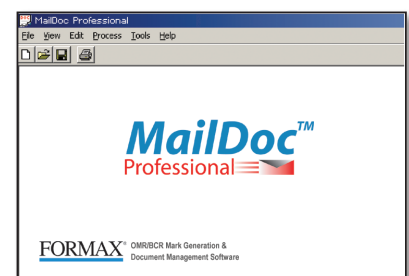 MailDoc Professional
File View Edit Process Tools Help
MailDoc™
Professional
FORMAX® OMR/BCR Mark Generation &
Document Management Software